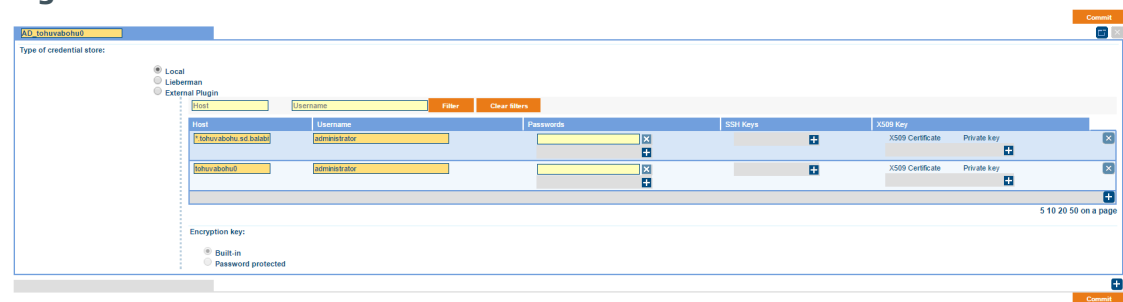 Commit
AD_tohuvabohu0
Type of credential store:
Local
Lieberman
External Plugin
Host Username Filter Clear filters
Host Username Passwords SSH Keys X509 Key
*.tohuvabohu.sd.balabi administrator X509 Certificate Private key
tohuvabohu0 administrator X509 Certificate Private key
5 10 20 50 on a page
Encryption key:
Built-in
Password protected
Commit